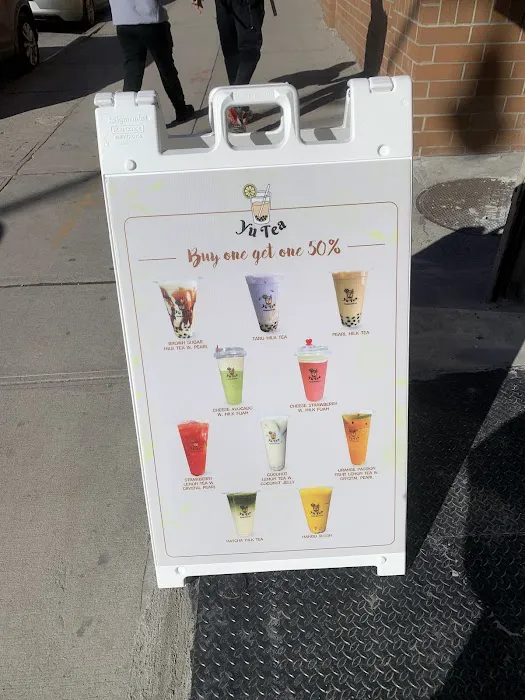 Yü Tea
Buy one get one 50%
BROWN SUGAR
MILK TEA W. PEARL
TARO MILK TEA
PEARL MILK TEA
CHEESE AVOCADO
W. MILK FOAM
CHEESE STRAWBERRY
W. MILK FOAM
STRAWBERRY
LEMON TEA W.
CRYSTAL PEARL
LEMON TEA &
COCONUT JELLY
ORANGE PASSION
FRUIT LEMON TEA W.
CRYSTAL PEARL
MATCHA MILK TEA
MANGO SLUSH